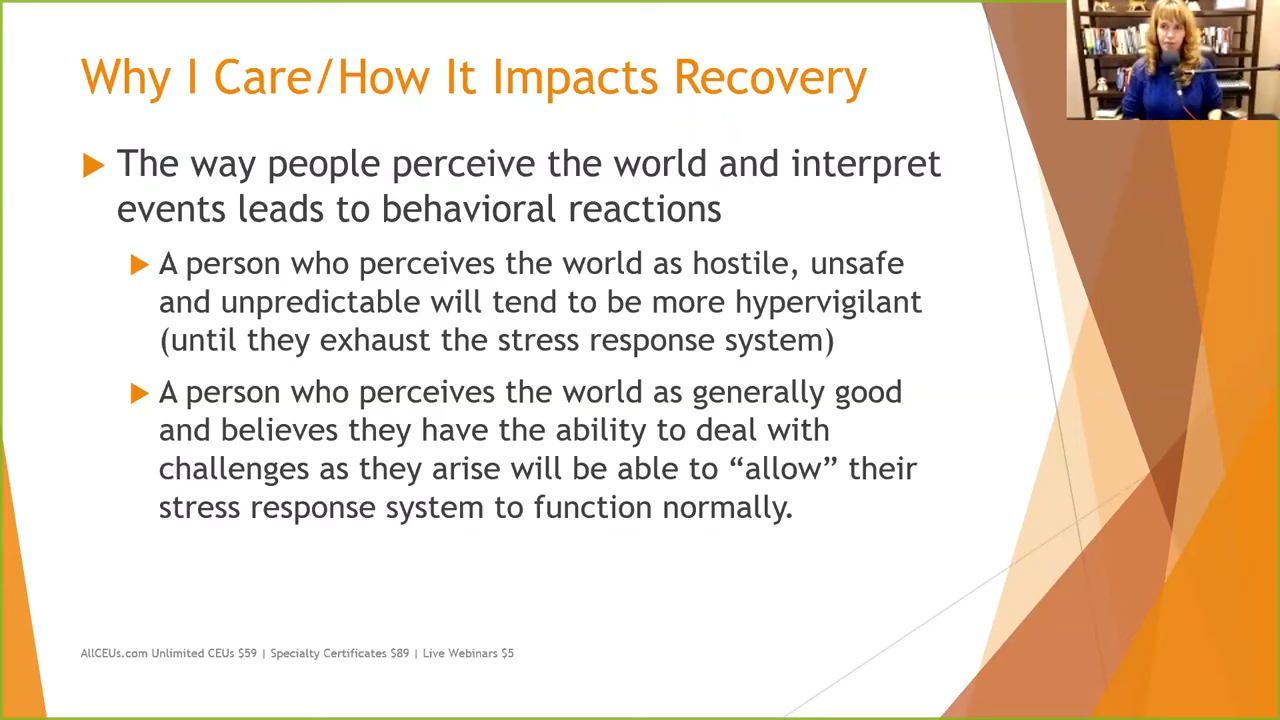 Why I Care/How It Impacts Recovery
The way people perceive the world and interpret
events leads to behavioral reactions
A person who perceives the world as hostile, unsafe
and unpredictable will tend to be more hypervigilant
(until they exhaust the stress response system)
A person who perceives the world as generally good
and believes they have the ability to deal with
challenges as they arise will be able to “allow” their
stress response system to function normally.
AllCEUs.com Unlimited CEUs $59 | Specialty Certificates $89 | Live Webinars $5